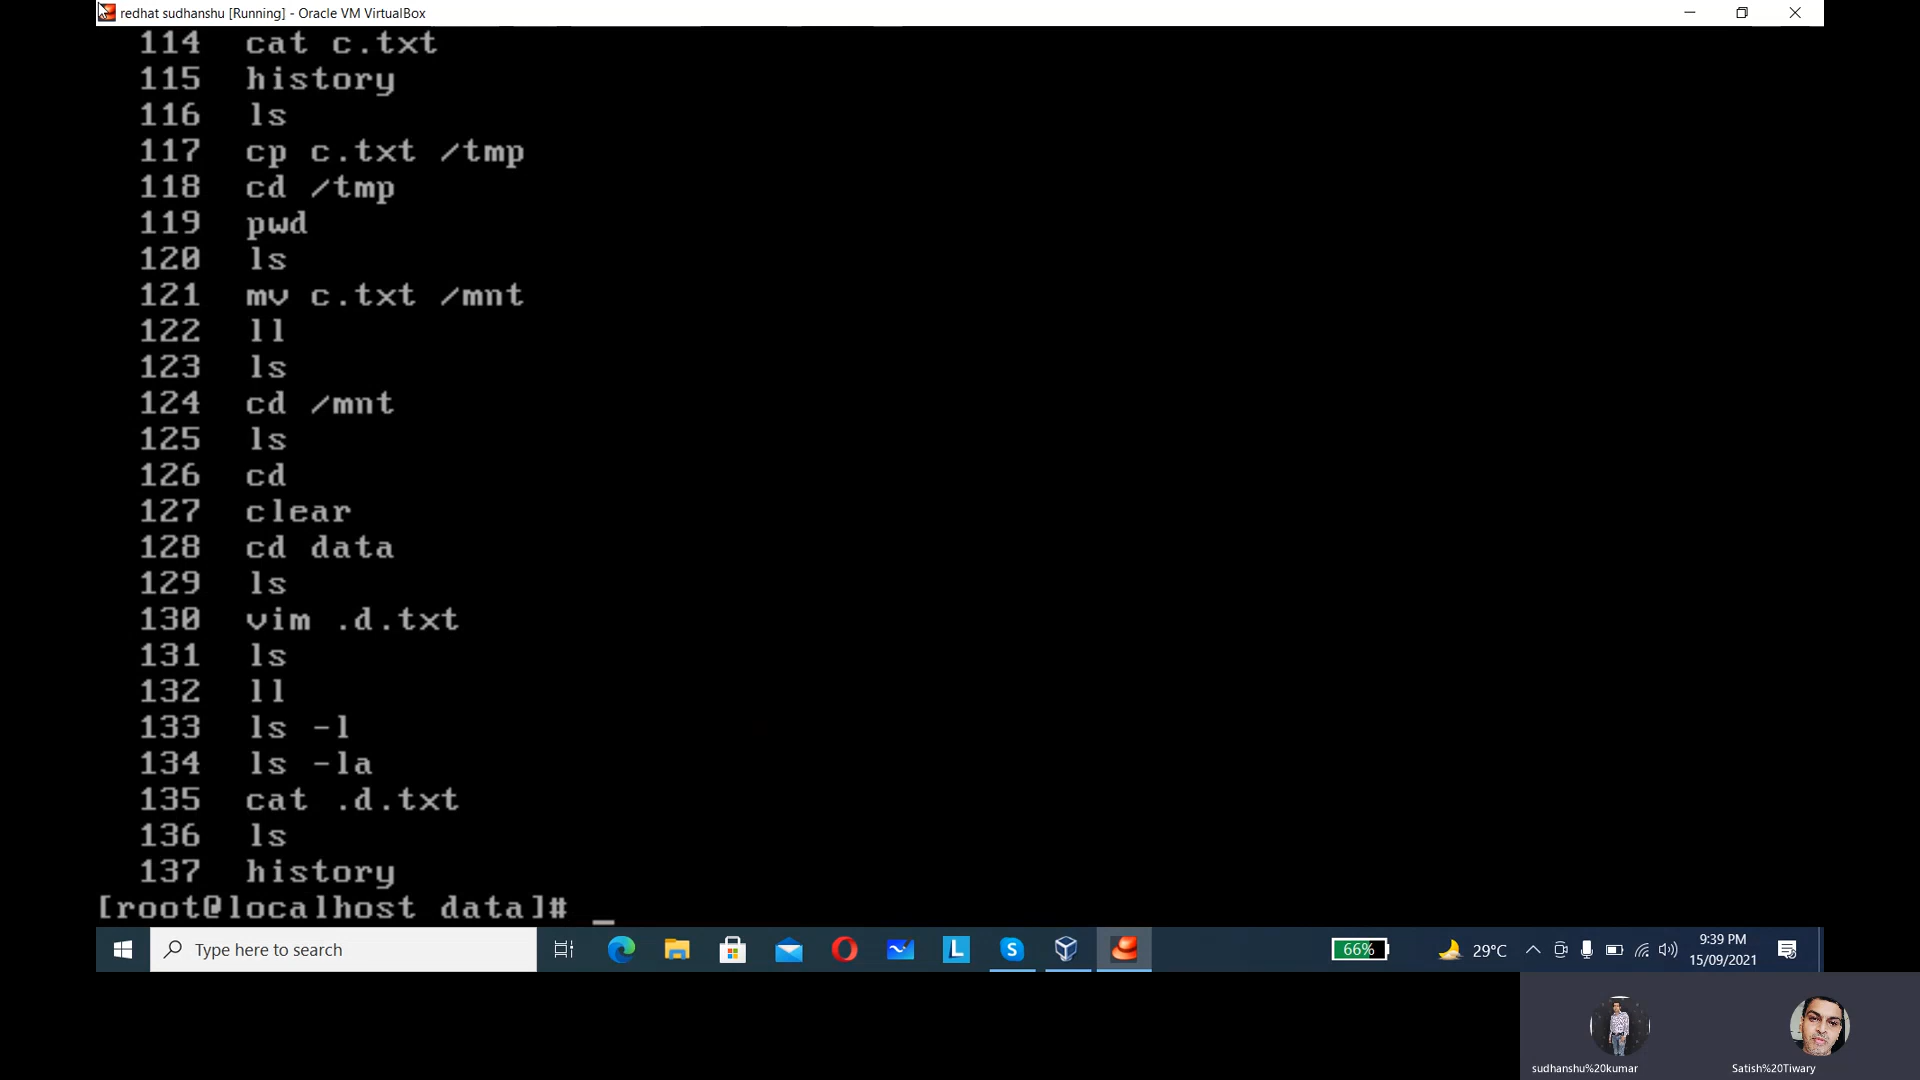 redhat sudhanshu [Running] - Oracle VM VirtualBox
114 cat c.txt
115 history
116 ls
117 cp c.txt /tmp
118 cd /tmp
119 pwd
120 ls
121 mv c.txt /mnt
122 ll
123 ls
124 cd /mnt
125 ls
126 cd
127 clear
128 cd data
129 ls
130 vim .d.txt
131 ls
132 ll
133 ls -l
134 ls -la
135 cat .d.txt
136 ls
137 history
[root@localhost data]# _
Type here to search
L
S
66%
29°C
9:39 PM
15/09/2021
sudhanshu%20kumar
Satish%20Tiwary